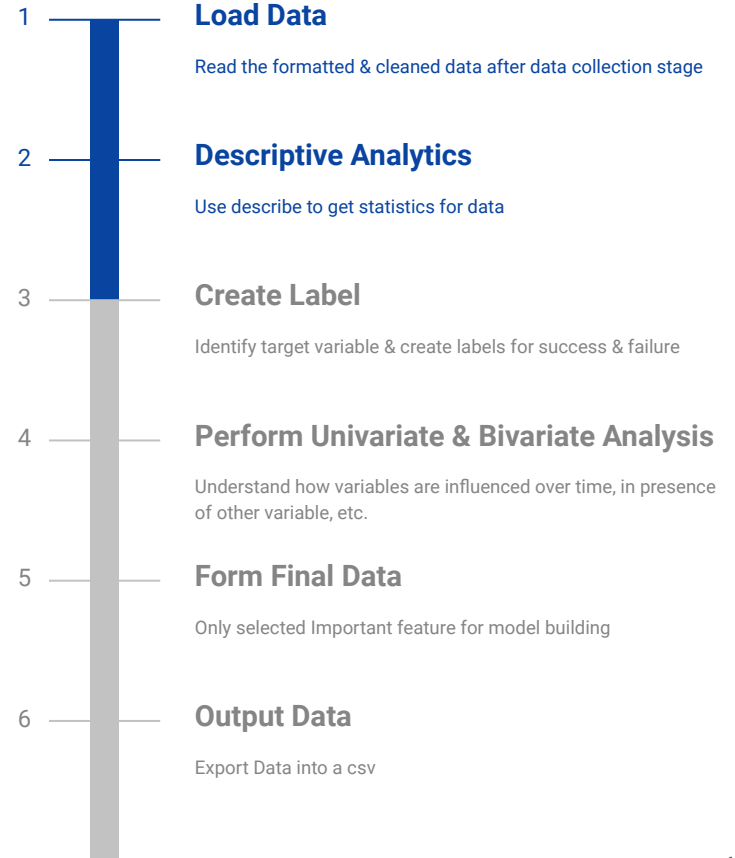 1 Load Data
Read the formatted & cleaned data after data collection stage
2 Descriptive Analytics
Use describe to get statistics for data
3 Create Label
Identify target variable & create labels for success & failure
4 Perform Univariate & Bivariate Analysis
Understand how variables are influenced over time, in presence
of other variable, etc.
5 Form Final Data
Only selected Important feature for model building
6 Output Data
Export Data into a csv